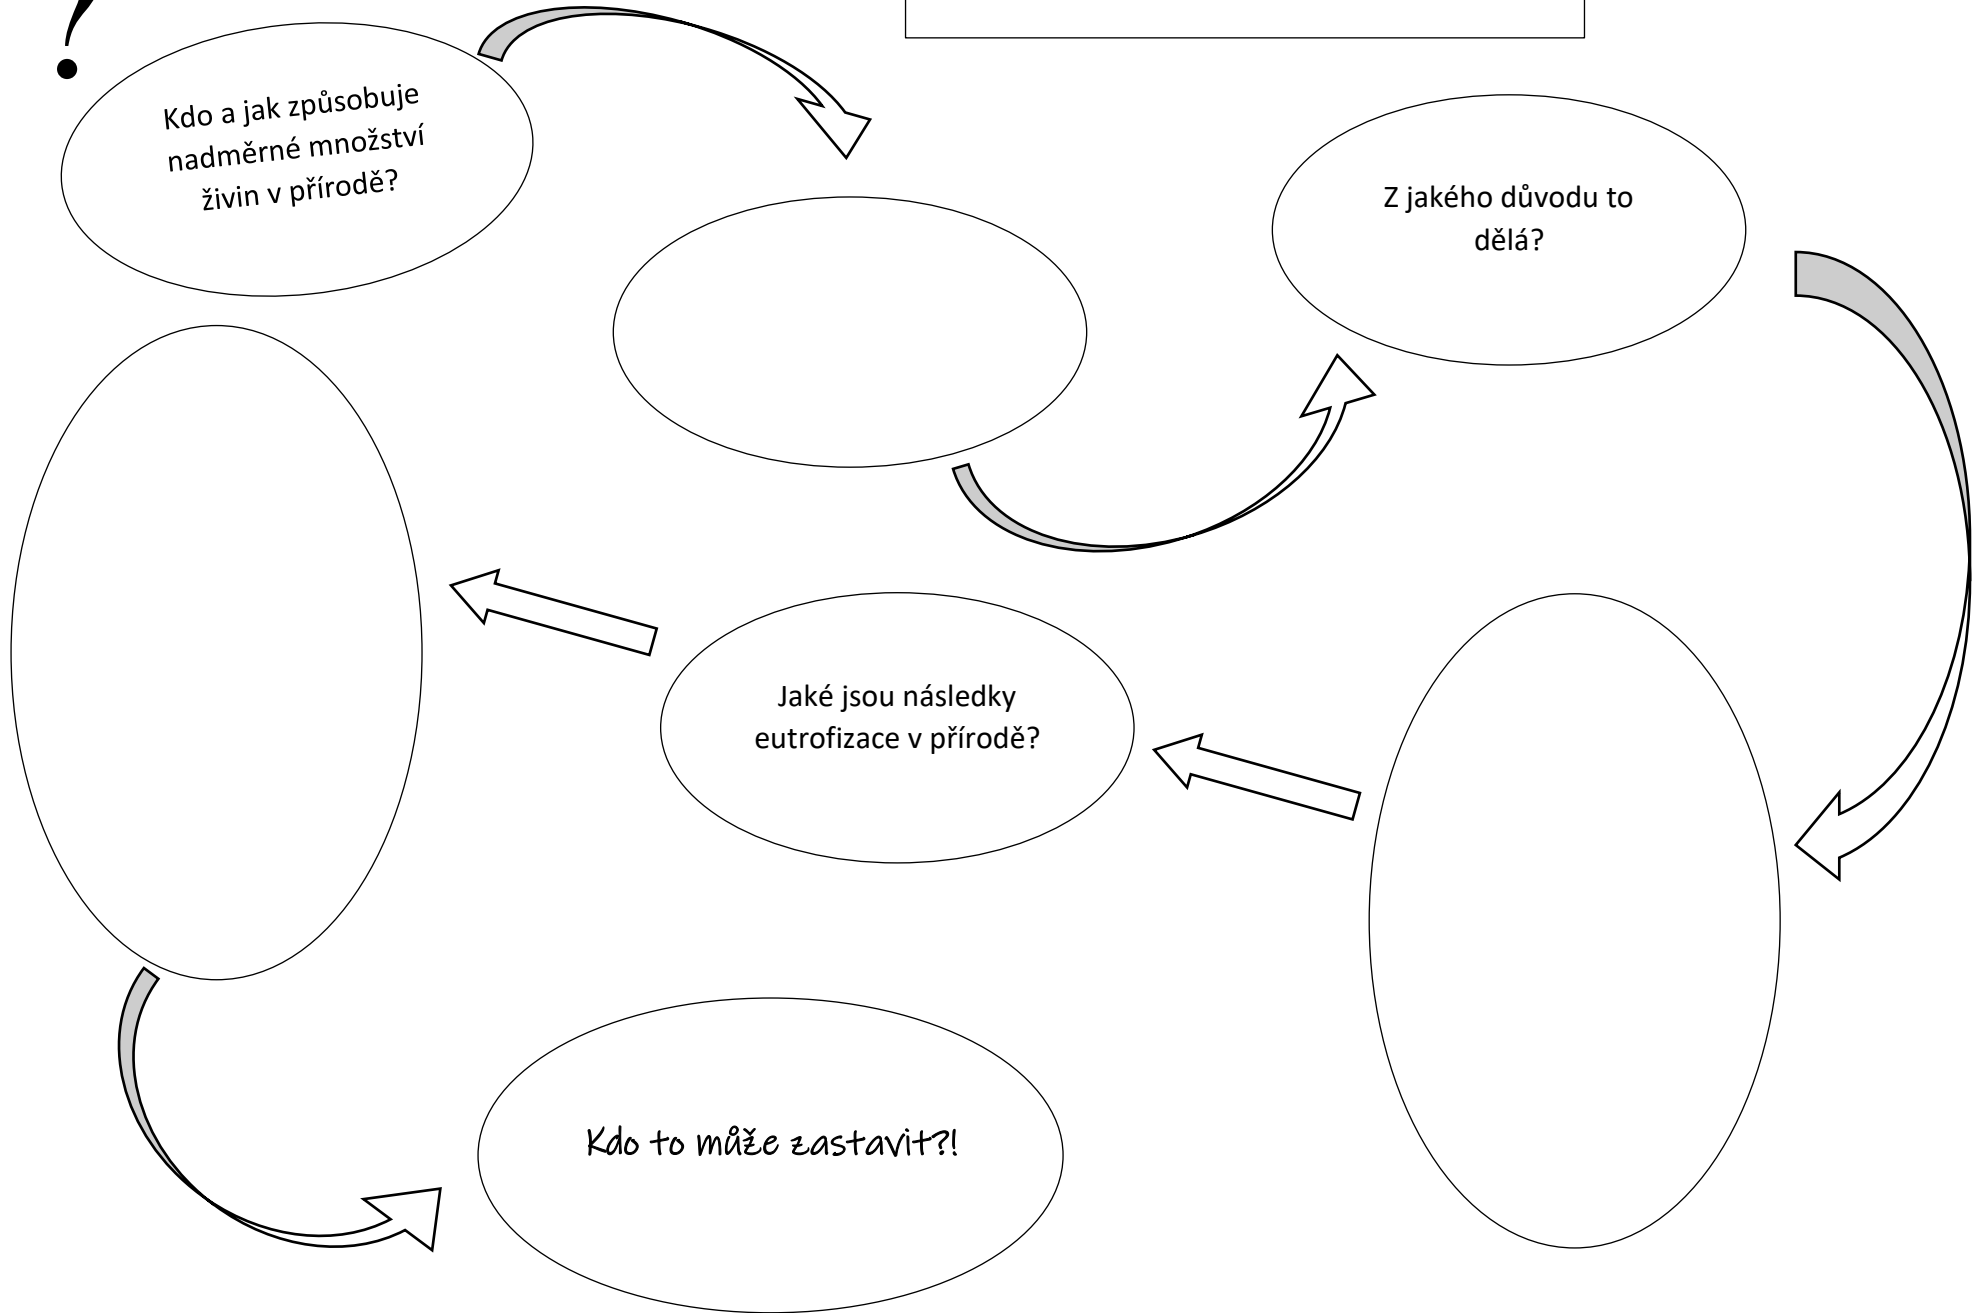 ?
Kdo a jak způsobuje
nadměrné množství
živin v přírodě?
Z jakého důvodu to
dělá?
Jaké jsou následky
eutrofizace v přírodě?
Kdo to může zastavit?!